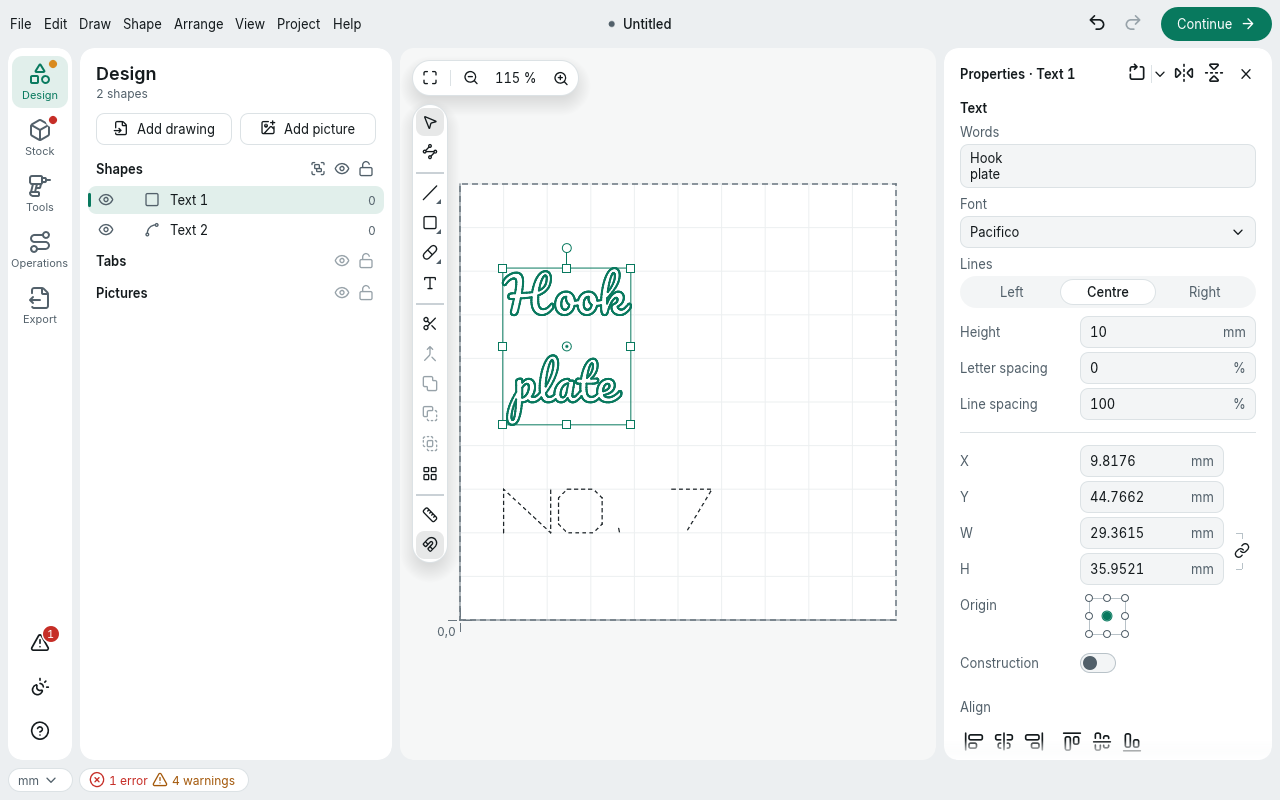 File Edit Draw Shape Arrange View Project Help
Untitled
Continue
Design
Stock
Tools
Operations
Export
1
Design
2 shapes
Add drawing
Add picture
Shapes
Text 1 0
Text 2 0
Tabs
Pictures
115 %
Hook
plate
NO. 7
0,0
Properties · Text 1
Text
Words
Hook
plate
Font
Pacifico
Lines
Left Centre Right
Height 10 mm
Letter spacing 0 %
Line spacing 100 %
X 9.8176 mm
Y 44.7662 mm
W 29.3615 mm
H 35.9521 mm
Origin
Construction
Align
mm
1 error 4 warnings